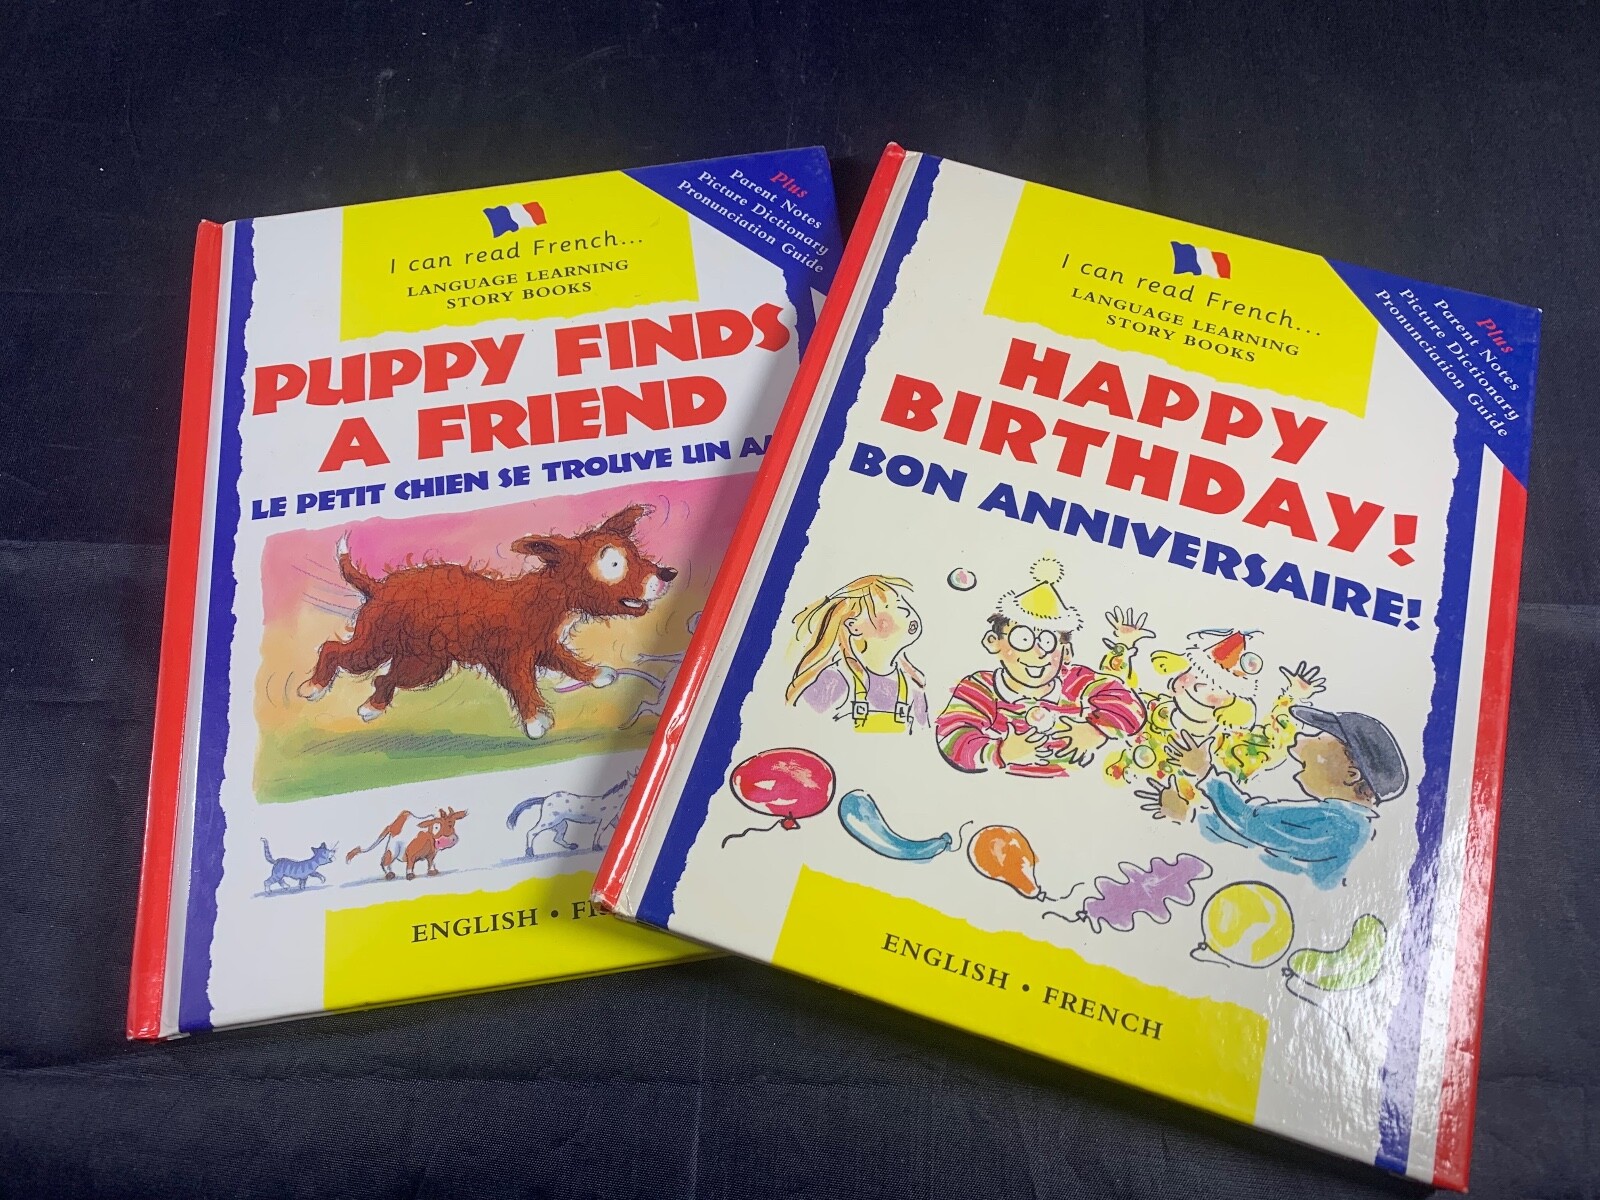 I can read French...
LANGUAGE LEARNING
STORY BOOKS
Plus
Parent Notes
Picture Dictionary
Pronunciation Guide
PUPPY FINDS
A FRIEND
LE PETIT CHIEN SE TROUVE UN
ENGLISH •
I can read French...
LANGUAGE LEARNING
STORY BOOKS
Plus
Parent Notes
Picture Dictionary
Pronunciation Guide
HAPPY
BIRTHDAY!
BON ANNIVERSAIRE!
ENGLISH • FRENCH